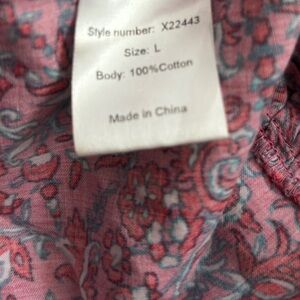 Style number: X22443
Size: L
Body: 100%Cotton
Made in China